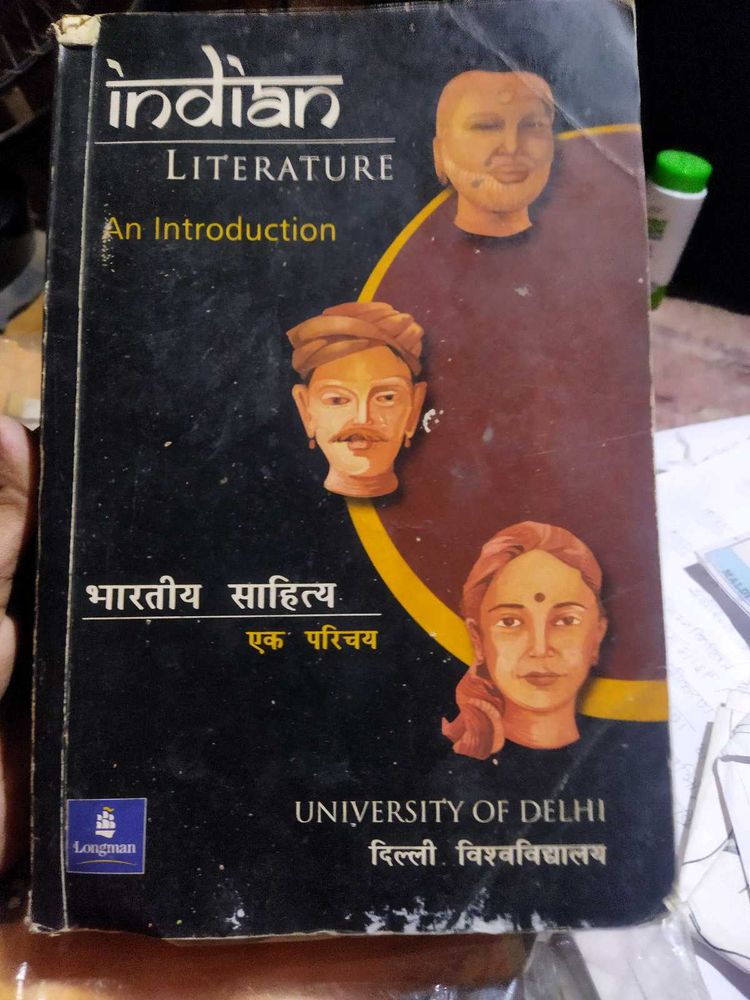 indian
LITERATURE
An Introduction
भारतीय साहित्य
एक परिचय
UNIVERSITY OF DELHI
दिल्ली विश्वविद्यालय
Longman